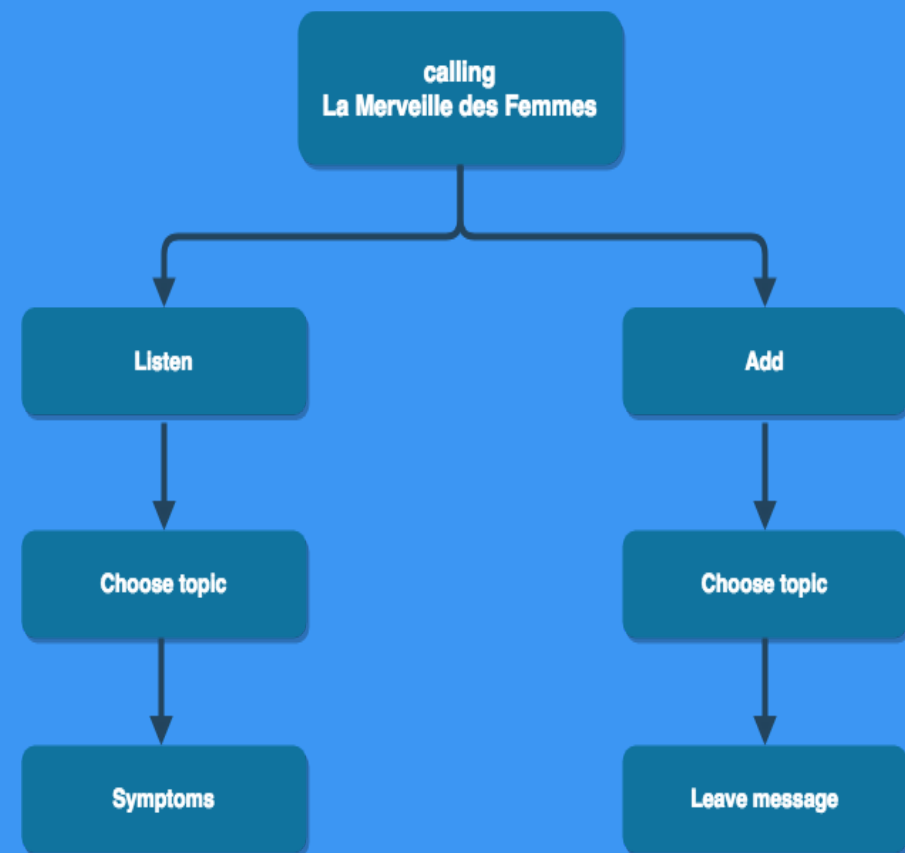 calling
La Merveille des Femmes
Listen
Add
Choose topic
Choose topic
Symptoms
Leave message